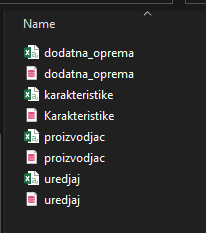 Name
dodatna_oprema
dodatna_oprema
karakteristike
Karakteristike
proizvodjac
proizvodjac
uredjaj
uredjaj